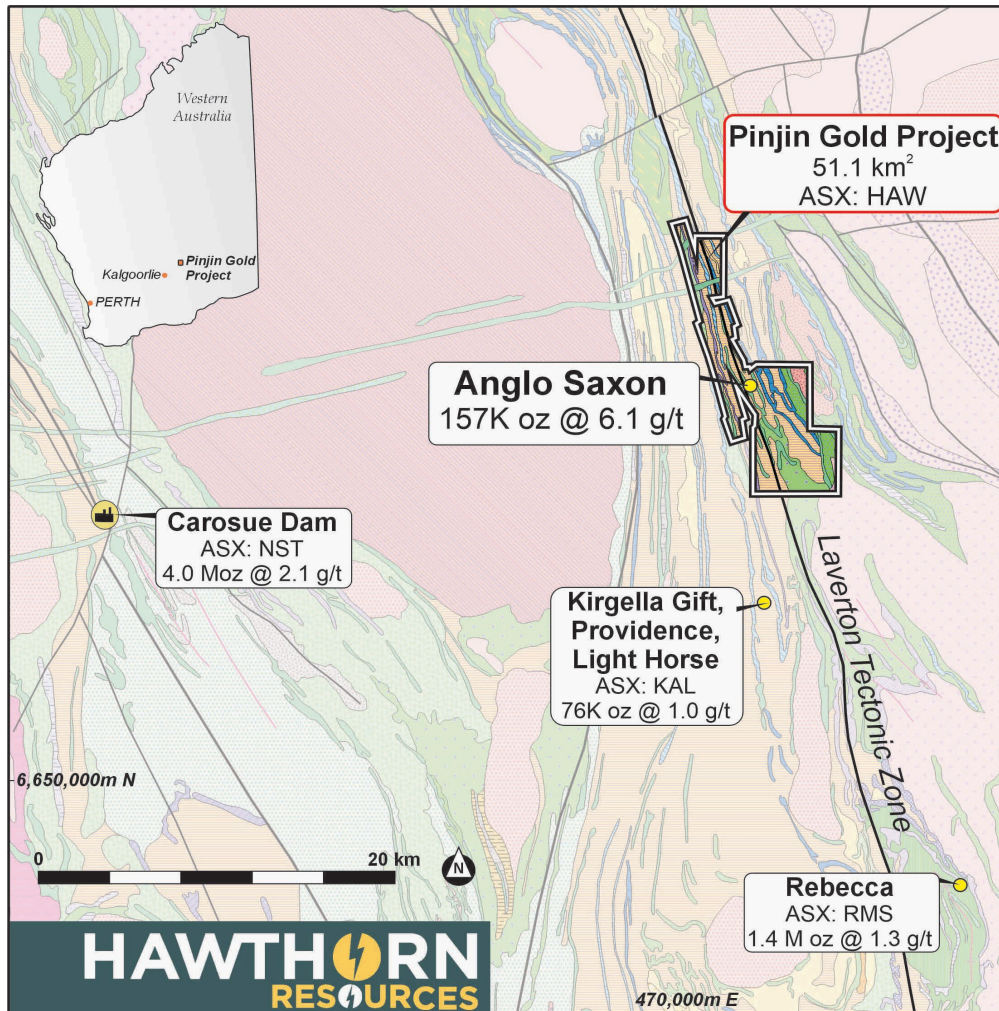 Western
Australia
Pinjin Gold
Project
Kalgoorlie
PERTH
Pinjin Gold Project
51.1 km²
ASX: HAW
Anglo Saxon
157K oz @ 6.1 g/t
Carosue Dam
ASX: NST
4.0 Moz @ 2.1 g/t
Kirgella Gift,
Providence,
Light Horse
ASX: KAL
76K oz @ 1.0 g/t
Laverton Tectonic Zone
6,650,000m N
0
20 km
N
Rebecca
ASX: RMS
1.4 M oz @ 1.3 g/t
HAWTHORN
RESOURCES
470,000m E